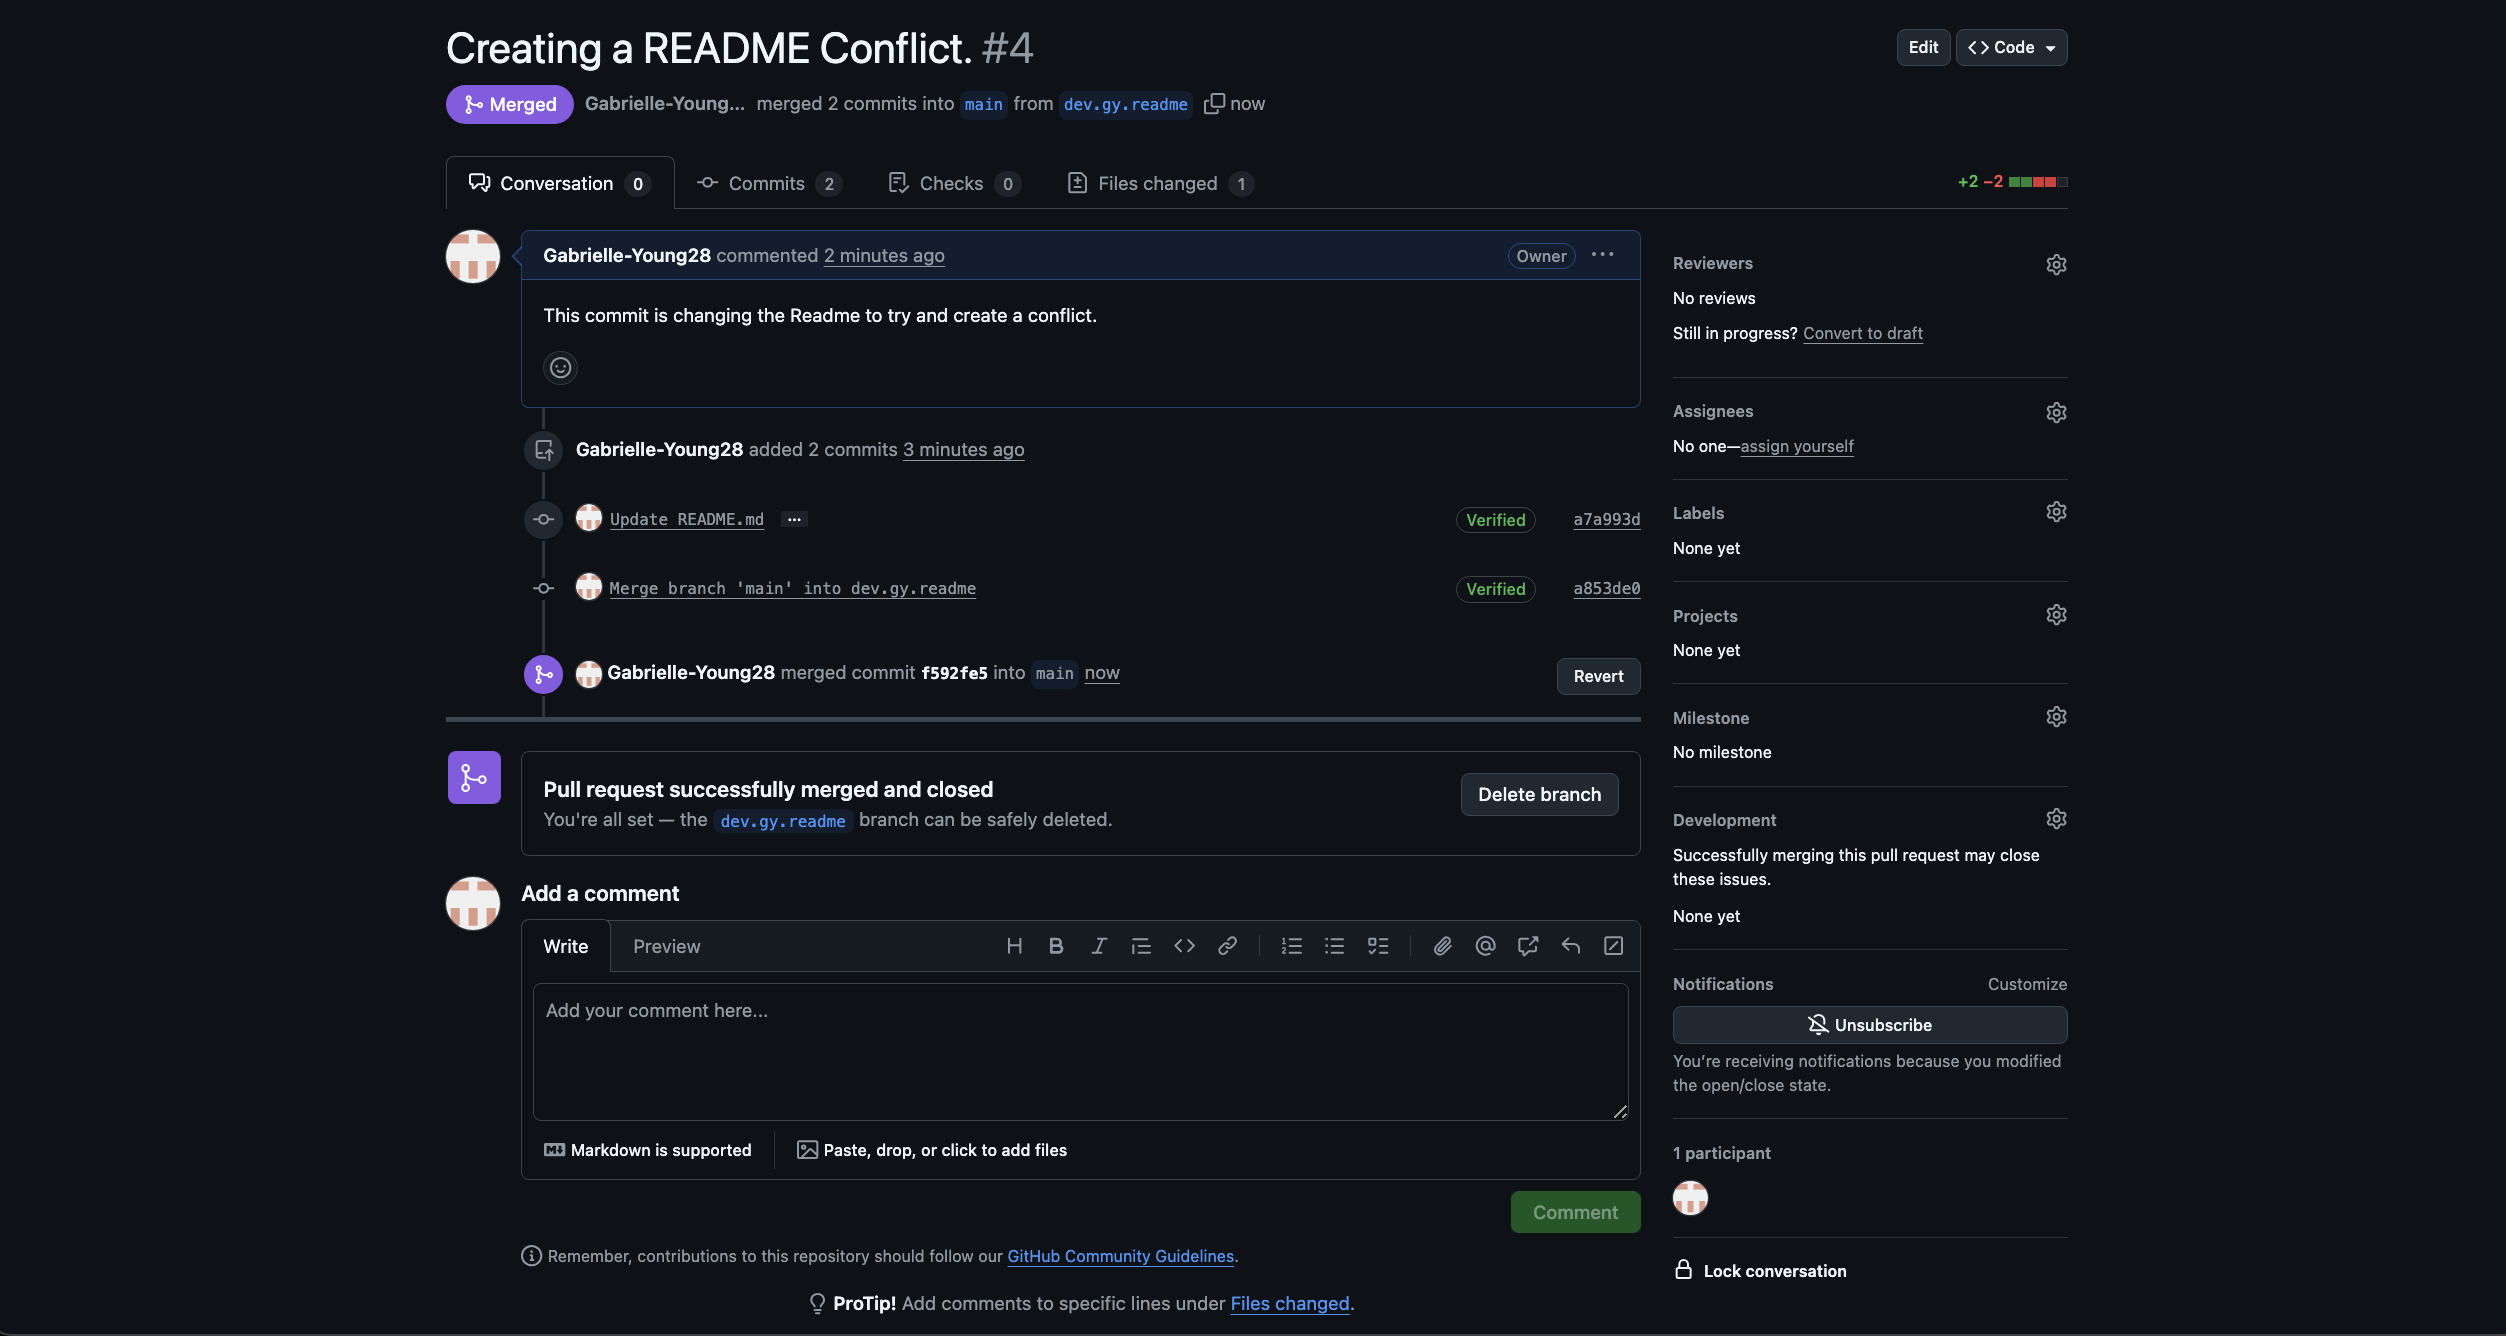 Creating a README Conflict. #4
Edit
Code
Merged
Gabrielle-Young... merged 2 commits into main from dev.gy.readme now
Conversation 0
Commits 2
Checks 0
Files changed 1
+2 −2
Gabrielle-Young28 commented 2 minutes ago
Owner
This commit is changing the Readme to try and create a conflict.
Gabrielle-Young28 added 2 commits 3 minutes ago
Update README.md
Verified
a7a993d
Merge branch 'main' into dev.gy.readme
Verified
a853de0
Gabrielle-Young28 merged commit f592fe5 into main now
Revert
Pull request successfully merged and closed
You're all set — the dev.gy.readme branch can be safely deleted.
Delete branch
Add a comment
Write
Preview
Add your comment here...
Markdown is supported
Paste, drop, or click to add files
Comment
Remember, contributions to this repository should follow our GitHub Community Guidelines.
ProTip! Add comments to specific lines under Files changed.
Reviewers
No reviews
Still in progress? Convert to draft
Assignees
No one—assign yourself
Labels
None yet
Projects
None yet
Milestone
No milestone
Development
Successfully merging this pull request may close
these issues.
None yet
Notifications
Customize
Unsubscribe
You’re receiving notifications because you modified
the open/close state.
1 participant
Lock conversation